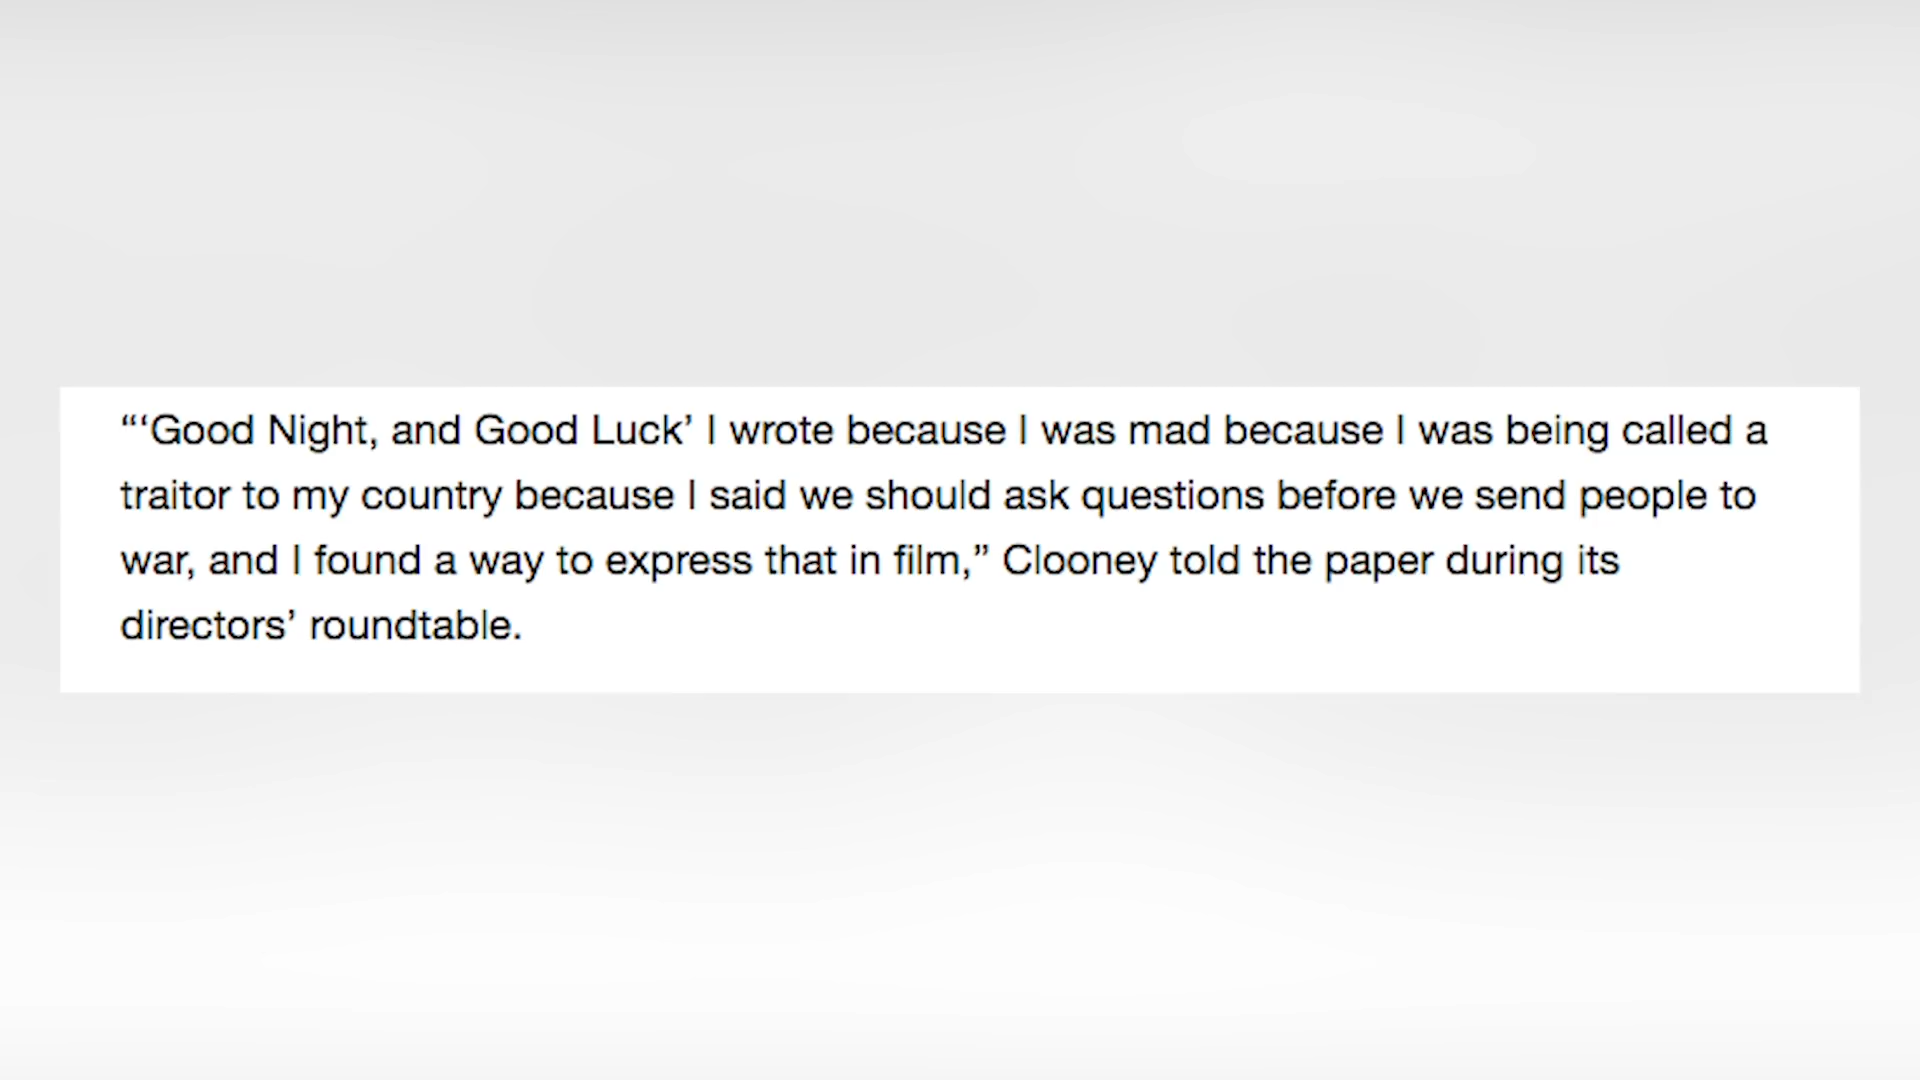 “‘Good Night, and Good Luck’ I wrote because I was mad because I was being called a
traitor to my country because I said we should ask questions before we send people to
war, and I found a way to express that in film,” Clooney told the paper during its
directors’ roundtable.